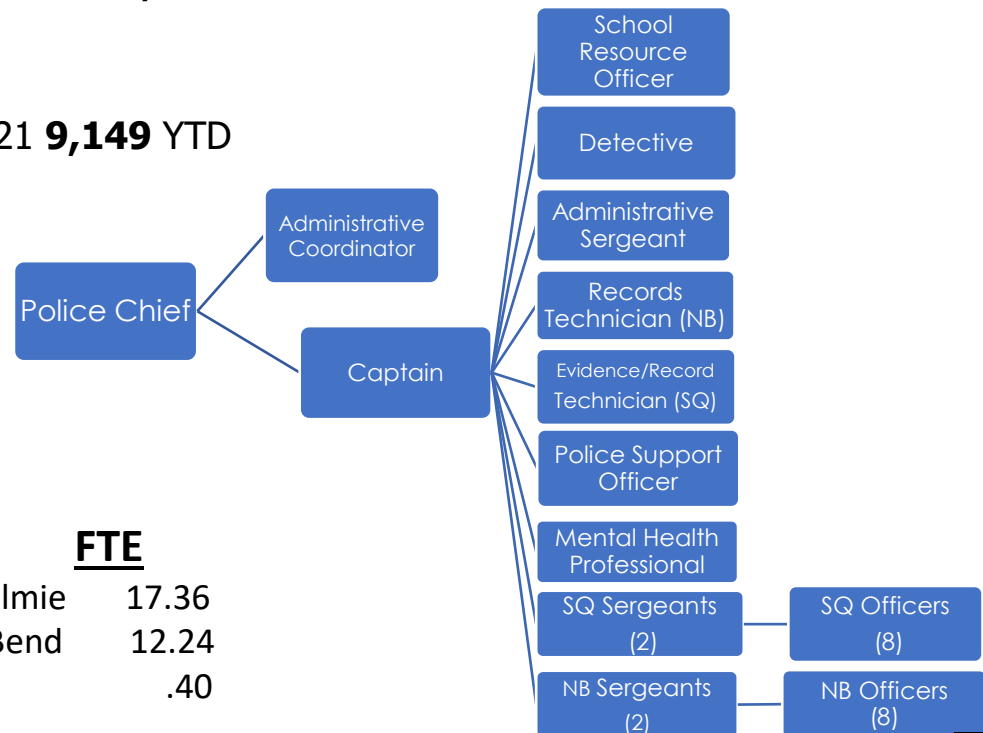 School
Resource
Officer
21 9,149 YTD
Detective
Administrative
Coordinator
Administrative
Sergeant
Police Chief
Records
Technician (NB)
Captain
Evidence/Record
Technician (SQ)
Police Support
Officer
FTE
Mental Health
Professional
lmie 17.36
Bend 12.24
.40
SQ Sergeants
(2)
SQ Officers
(8)
NB Sergeants
(2)
NB Officers
(8)